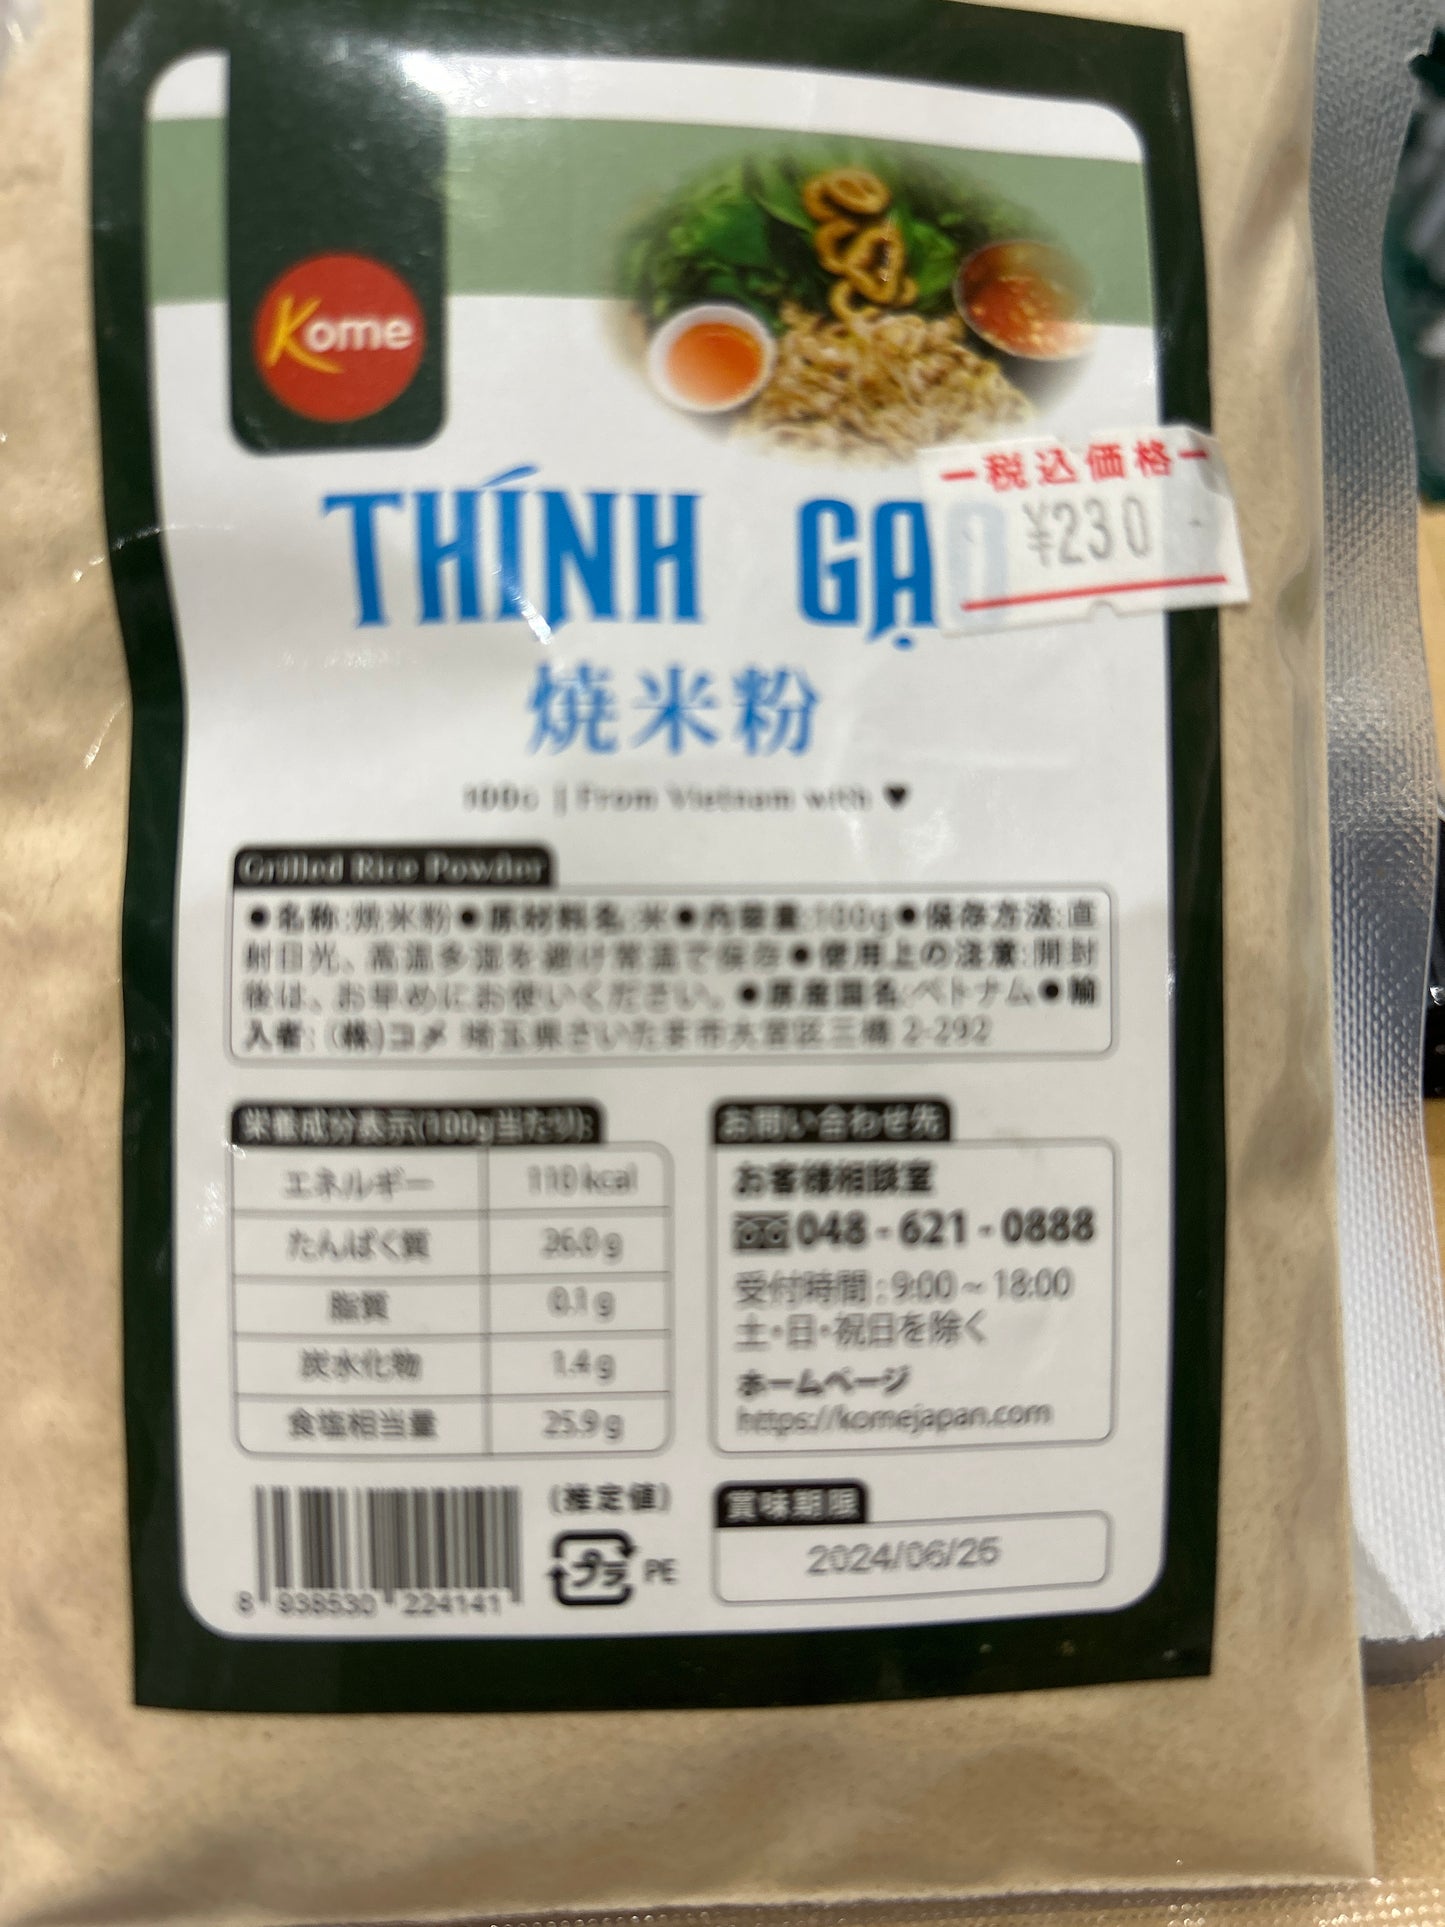 Kome
THÍNH GẠ
税込価格
¥230
焼米粉
100G | From Vietnam with ♥
Grilled Rice Powder
●名称:焼米粉●原材料名:米●内容量:100g●保存方法:直
射日光、高温多湿を避け常温で保存●使用上の注意:開封
後は、お早めにお使いください。●原産国名:ベトナム●輸
入者:(株)コメ 埼玉県さいたま市大宮区三橋 2-292
栄養成分表示(100g当たり):
エネルギー 110 kcal
たんぱく質 26.0 g
脂質 0.1 g
炭水化物 1.4 g
食塩相当量 25.9 g
(推定値)
お問い合わせ先
お客様相談室
048 - 621 - 0888
受付時間 : 9:00 ~ 18:00
土・日・祝日を除く
ホームページ
https://komejapan.com
8 938530 224141
プラ PE
賞味期限
2024/06/26